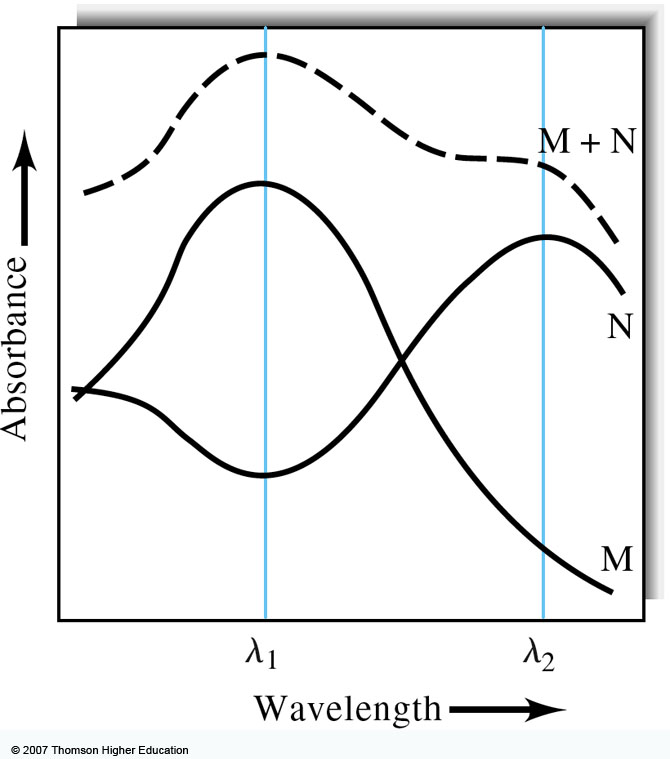 M + N
N
M
Absorbance
λ1
λ2
Wavelength
© 2007 Thomson Higher Education